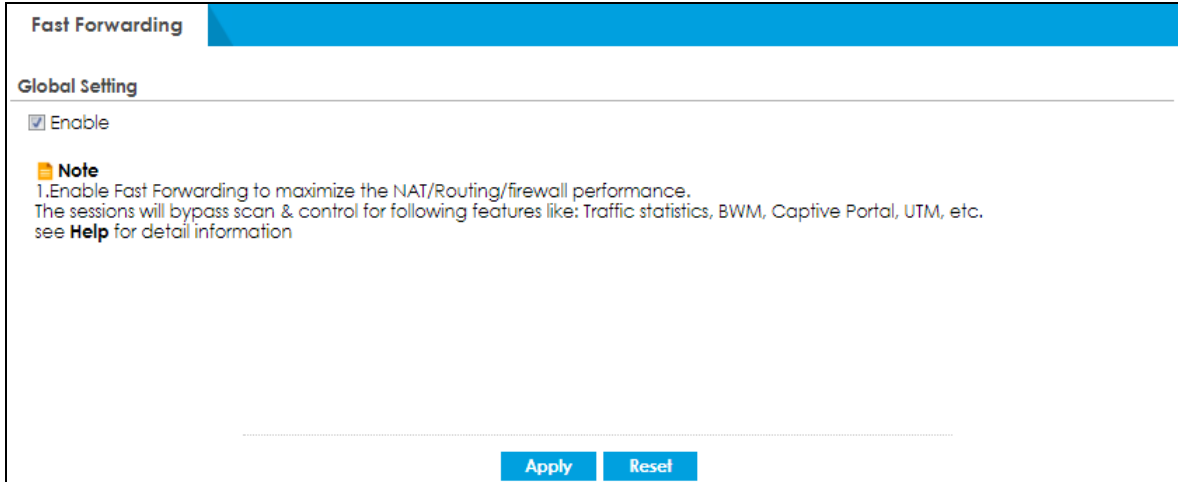 Fast Forwarding
Global Setting
Enable
Note
1.Enable Fast Forwarding to maximize the NAT/Routing/firewall performance.
The sessions will bypass scan & control for following features like: Traffic statistics, BWM, Captive Portal, UTM, etc.
see Help for detail information
Apply Reset